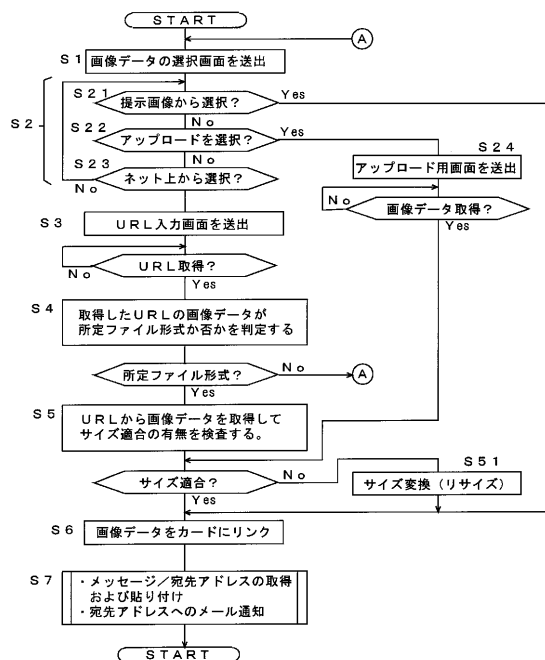 START
A
S1
画像データの選択画面を送出
S2
S21
提示画像から選択?
Yes
No
S22
アップロードを選択?
Yes
No
S23
ネット上から選択?
No
S24
アップロード用画面を送出
No
画像データ取得?
Yes
S3
URL入力画面を送出
URL取得?
No
Yes
S4
取得したURLの画像データが
所定ファイル形式か否かを判定する
所定ファイル形式?
No
A
Yes
S5
URLから画像データを取得して
サイズ適合の有無を検査する。
サイズ適合?
No
Yes
S51
サイズ変換(リサイズ)
S6
画像データをカードにリンク
S7
・メッセージ/宛先アドレスの取得
および貼り付け
・宛先アドレスへのメール通知
START